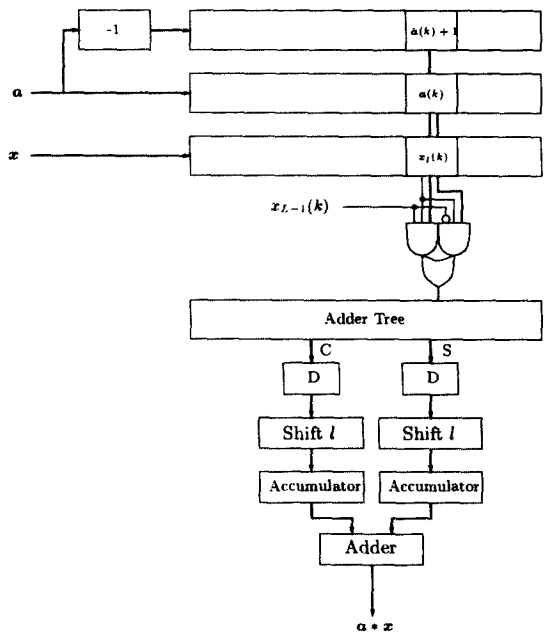 -1
a(k) + 1
a
a(k)
x
x_l(k)
x_{L-1}(k)
Adder Tree
C S
D D
Shift l Shift l
Accumulator Accumulator
Adder
a * x